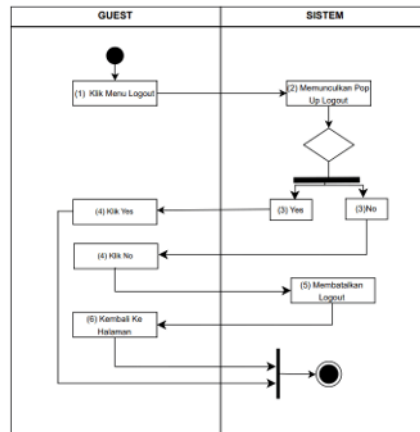 GUEST
SISTEM
(1) Klik Menu Logout
(2) Memunculkan Pop
Up Logout
(3) Yes
(3)No
(4) Klik Yes
(4) Klik No
(5) Membatalkan
Logout
(6) Kembali Ke
Halaman